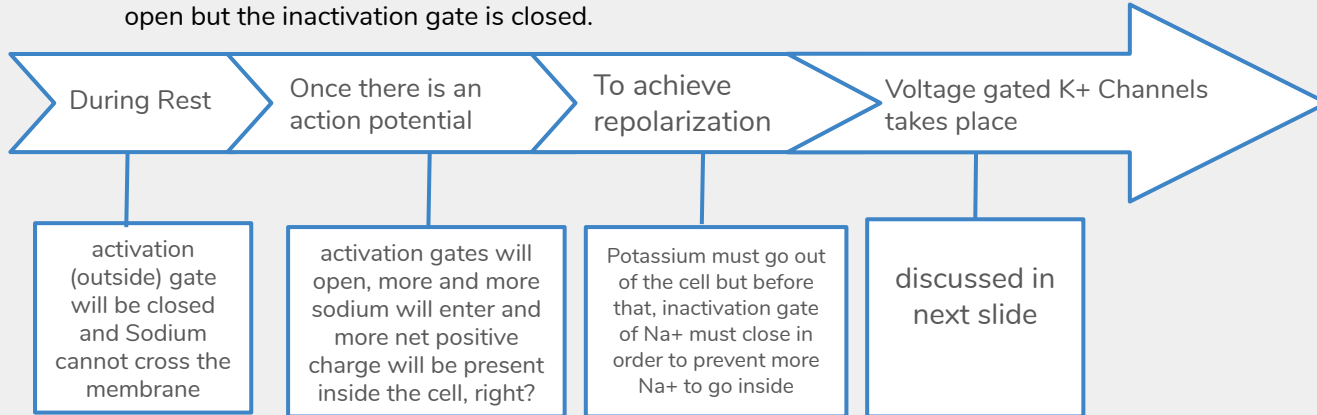 open but the inactivation gate is closed.
During Rest
Once there is an
action potential
To achieve
repolarization
Voltage gated K+ Channels
takes place
activation
(outside) gate
will be closed
and Sodium
cannot cross the
membrane
activation gates will
open, more and more
sodium will enter and
more net positive
charge will be present
inside the cell, right?
Potassium must go out
of the cell but before
that, inactivation gate
of Na+ must close in
order to prevent more
Na+ to go inside
discussed in
next slide